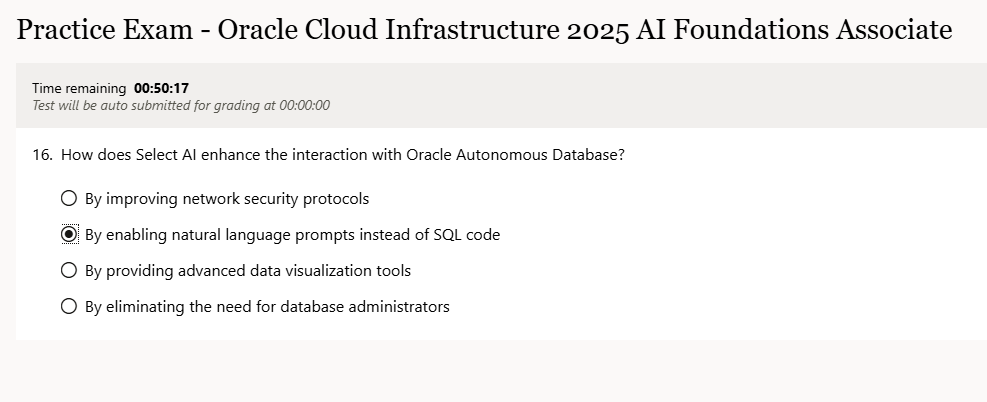 Practice Exam - Oracle Cloud Infrastructure 2025 AI Foundations Associate
Time remaining 00:50:17
Test will be auto submitted for grading at 00:00:00
16. How does Select AI enhance the interaction with Oracle Autonomous Database?
By improving network security protocols
By enabling natural language prompts instead of SQL code
By providing advanced data visualization tools
By eliminating the need for database administrators